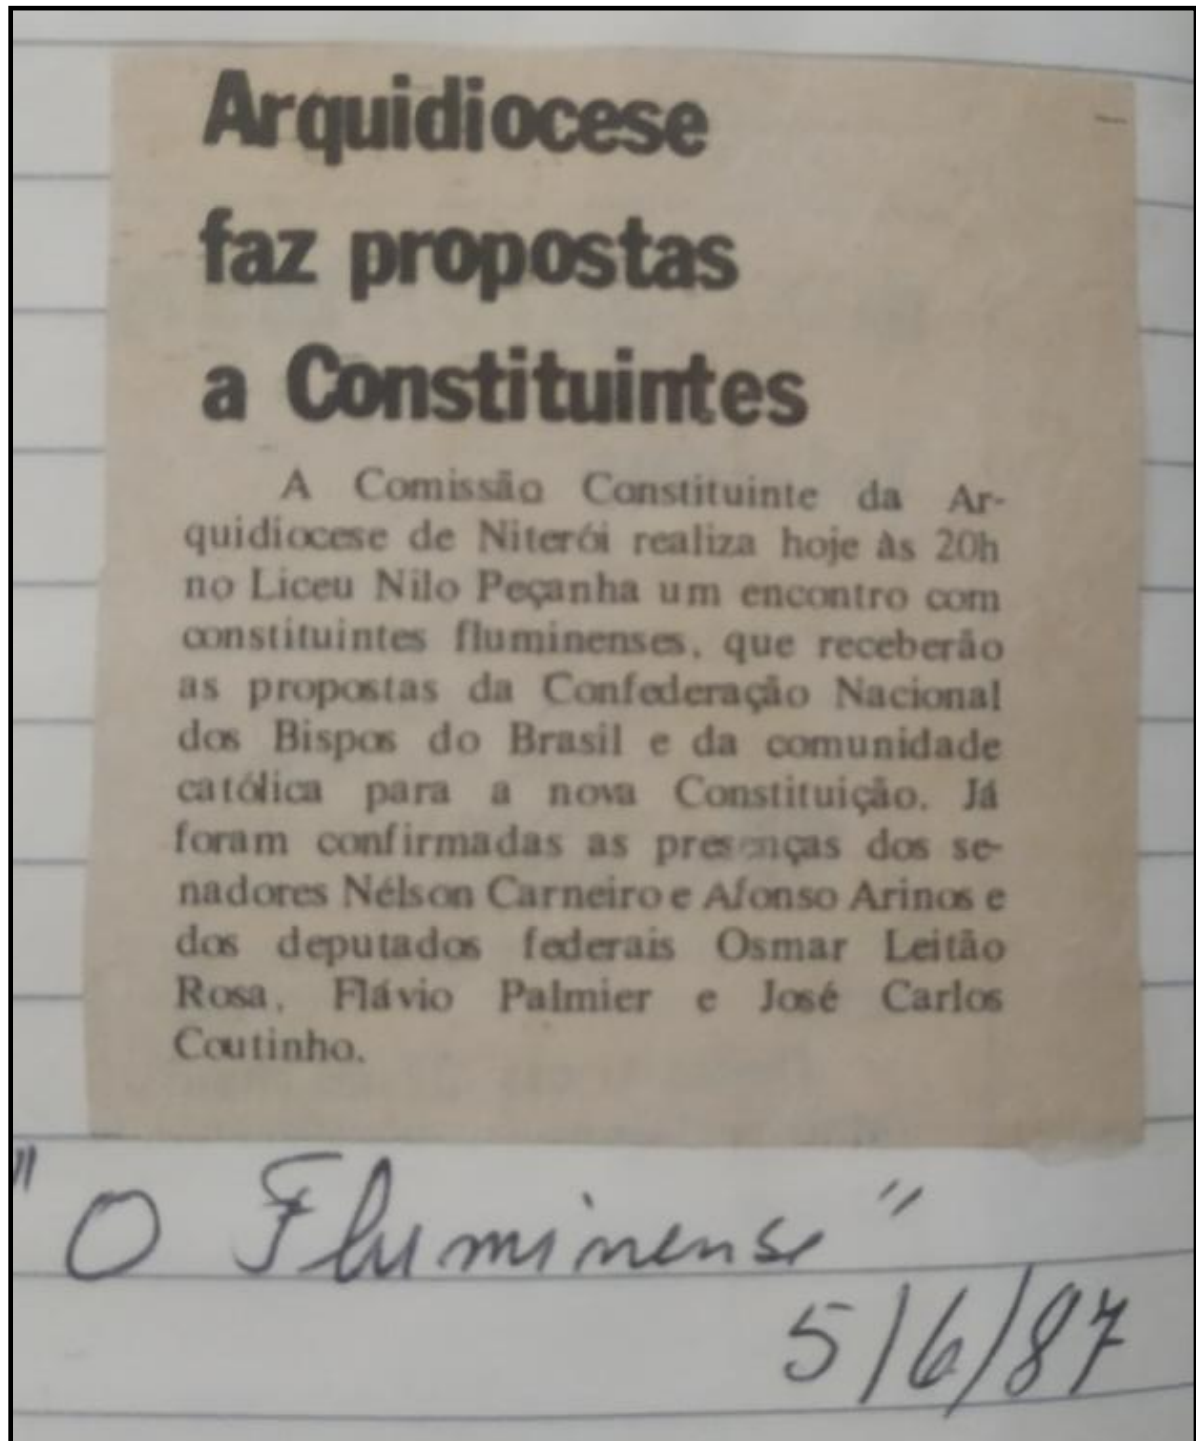 Arquidiocese
faz propostas
a Constituintes
A Comissão Constituinte da Ar-
quidiocese de Niterói realiza hoje às 20h
no Liceu Nilo Peçanha um encontro com
constituintes fluminenses, que receberão
as propostas da Confederação Nacional
dos Bispos do Brasil e da comunidade
católica para a nova Constituição. Já
foram confirmadas as presenças dos se-
nadores Nélson Carneiro e Afonso Arinos e
dos deputados federais Osmar Leitão
Rosa, Flávio Palmier e José Carlos
Coutinho.
"O Fluminense"
5/6/87